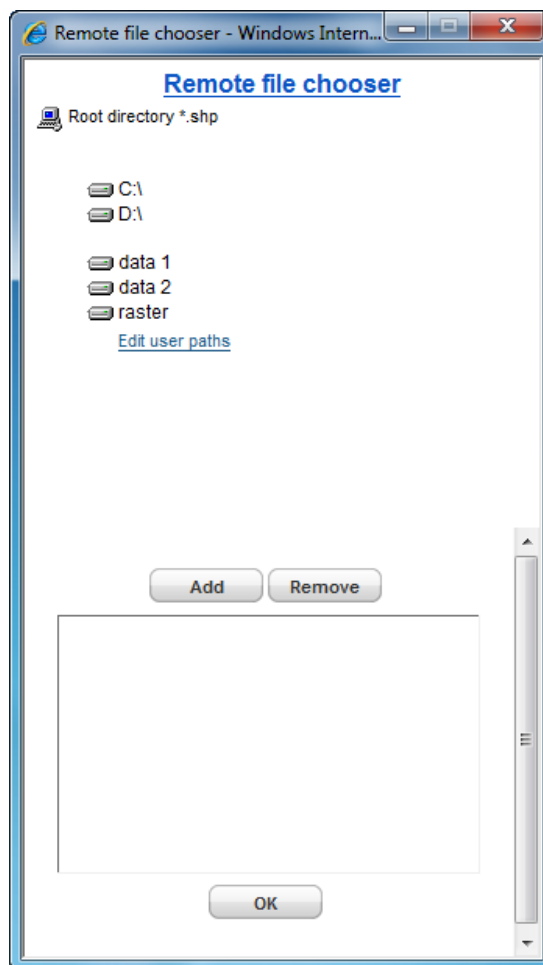 Remote file chooser - Windows Intern...
Remote file chooser
Root directory *.shp
C:\
D:\
data 1
data 2
raster
Edit user paths
Add Remove
OK